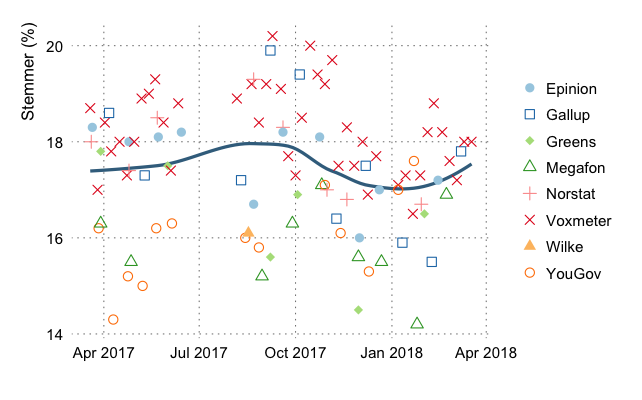 Stemmer (%)
20
18
16
14
Apr 2017 Jul 2017 Oct 2017 Jan 2018 Apr 2018
Epinion
Gallup
Greens
Megafon
Norstat
Voxmeter
Wilke
YouGov